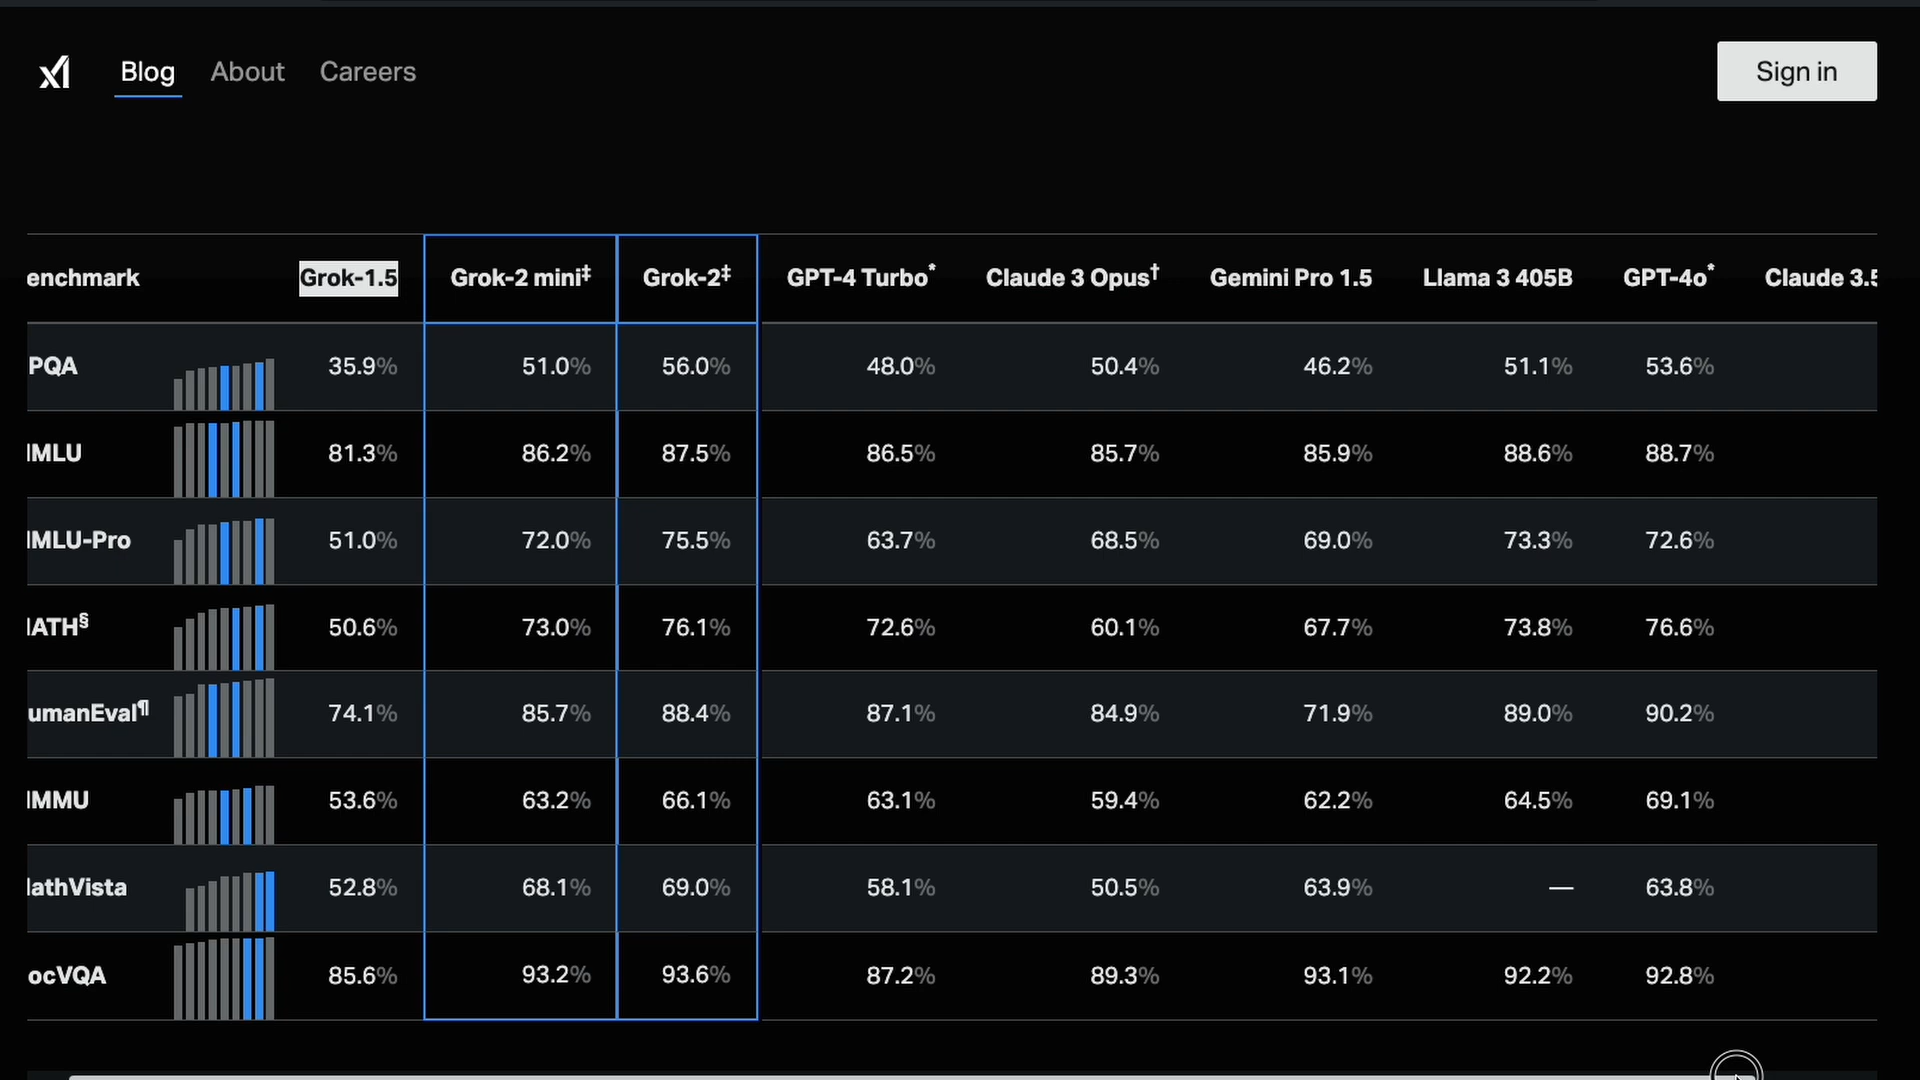 xI Blog About Careers Sign in
enchmark Grok-1.5 Grok-2 mini‡ Grok-2‡ GPT-4 Turbo* Claude 3 Opus† Gemini Pro 1.5 Llama 3 405B GPT-4o* Claude 3.5
PQA 35.9% 51.0% 56.0% 48.0% 50.4% 46.2% 51.1% 53.6%
MLU 81.3% 86.2% 87.5% 86.5% 85.7% 85.9% 88.6% 88.7%
MLU-Pro 51.0% 72.0% 75.5% 63.7% 68.5% 69.0% 73.3% 72.6%
ATH§ 50.6% 73.0% 76.1% 72.6% 60.1% 67.7% 73.8% 76.6%
umanEval¶ 74.1% 85.7% 88.4% 87.1% 84.9% 71.9% 89.0% 90.2%
MMU 53.6% 63.2% 66.1% 63.1% 59.4% 62.2% 64.5% 69.1%
athVista 52.8% 68.1% 69.0% 58.1% 50.5% 63.9% — 63.8%
ocVQA 85.6% 93.2% 93.6% 87.2% 89.3% 93.1% 92.2% 92.8%